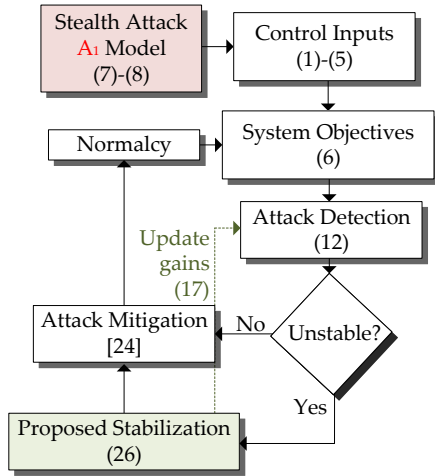 Stealth Attack
A1 Model
(7)-(8)
Control Inputs
(1)-(5)
System Objectives
(6)
Normalcy
Attack Detection
(12)
Update
gains
(17)
Unstable?
No
Yes
Attack Mitigation
[24]
Proposed Stabilization
(26)